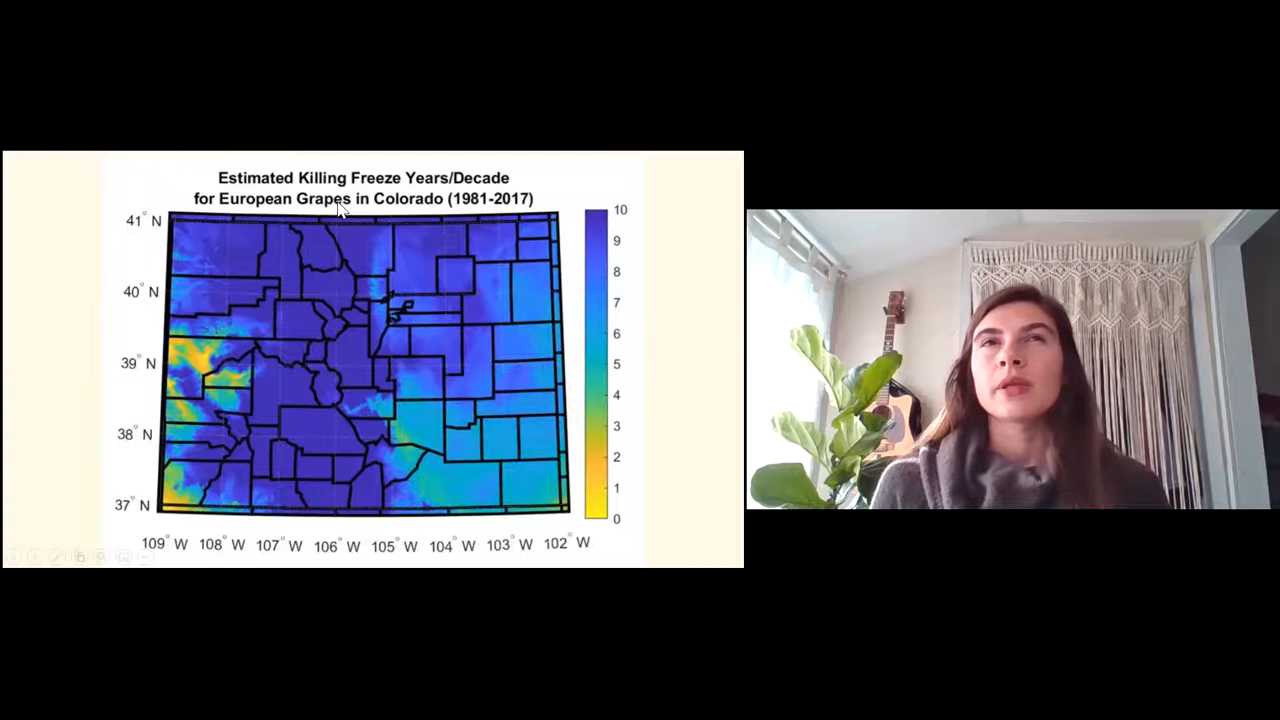 Estimated Killing Freeze Years/Decade
for European Grapes in Colorado (1981-2017)
41° N
40° N
39° N
38° N
37° N
109° W 108° W 107° W 106° W 105° W 104° W 103° W 102° W
10
9
8
7
6
5
4
3
2
1
0